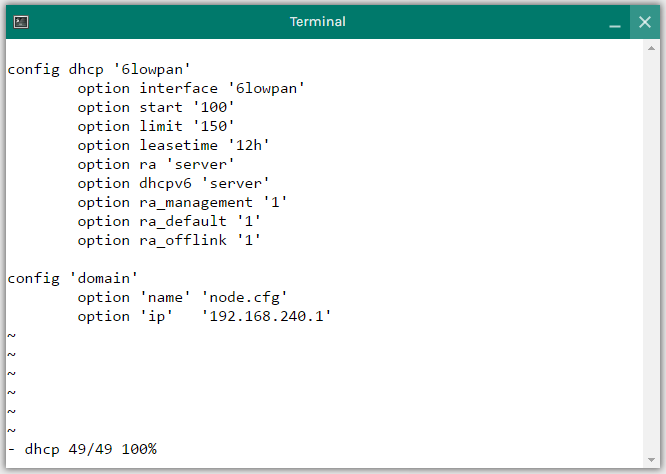 Terminal
config dhcp '6lowpan'
        option interface '6lowpan'
        option start '100'
        option limit '150'
        option leasetime '12h'
        option ra 'server'
        option dhcpv6 'server'
        option ra_management '1'
        option ra_default '1'
        option ra_offlink '1'
config 'domain'
        option 'name' 'node.cfg'
        option 'ip'   '192.168.240.1'
~
~
~
~
~
~
- dhcp 49/49 100%